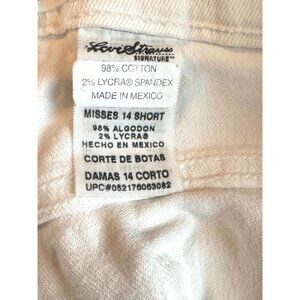 Levi Strauss
SIGNATURE™
98% COTTON
2% LYCRA® SPANDEX
MADE IN MEXICO
MISSES 14 SHORT
98% ALGODON
2% LYCRA®
HECHO EN MEXICO
CORTE DE BOTAS
DAMAS 14 CORTO
UPC#052176063082